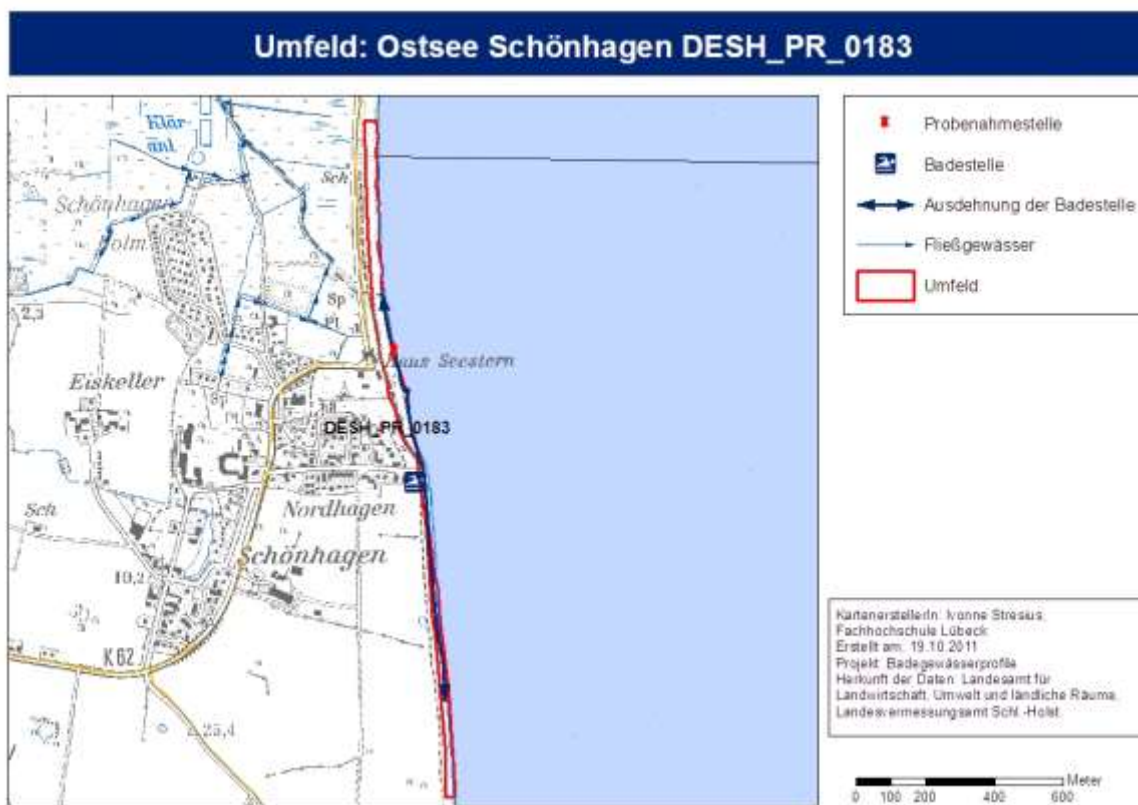 Umfeld: Ostsee Schönhagen DESH_PR_0183
Klär-
anl
Sch
Schönhagen
olm
2,5
Sp
Pl
Haus Seestern
Eiskeller
DESH_PR_0183
Nordhagen
Sch
Schönhagen
10,2
K 62
25,4
Probenahmestelle
Badestelle
Ausdehnung der Badestelle
Fließgewässer
Umfeld
KartenerstellerIn: Ivonne Stresius,
Fachhochschule Lübeck
Erstellt am: 19.10.2011
Projekt: Badegewässerprofile
Herkunft der Daten: Landesamt für
Landwirtschaft, Umwelt und ländliche Räume,
Landesvermessungsamt Schl.-Holst.
Meter
0 100 200 400 600